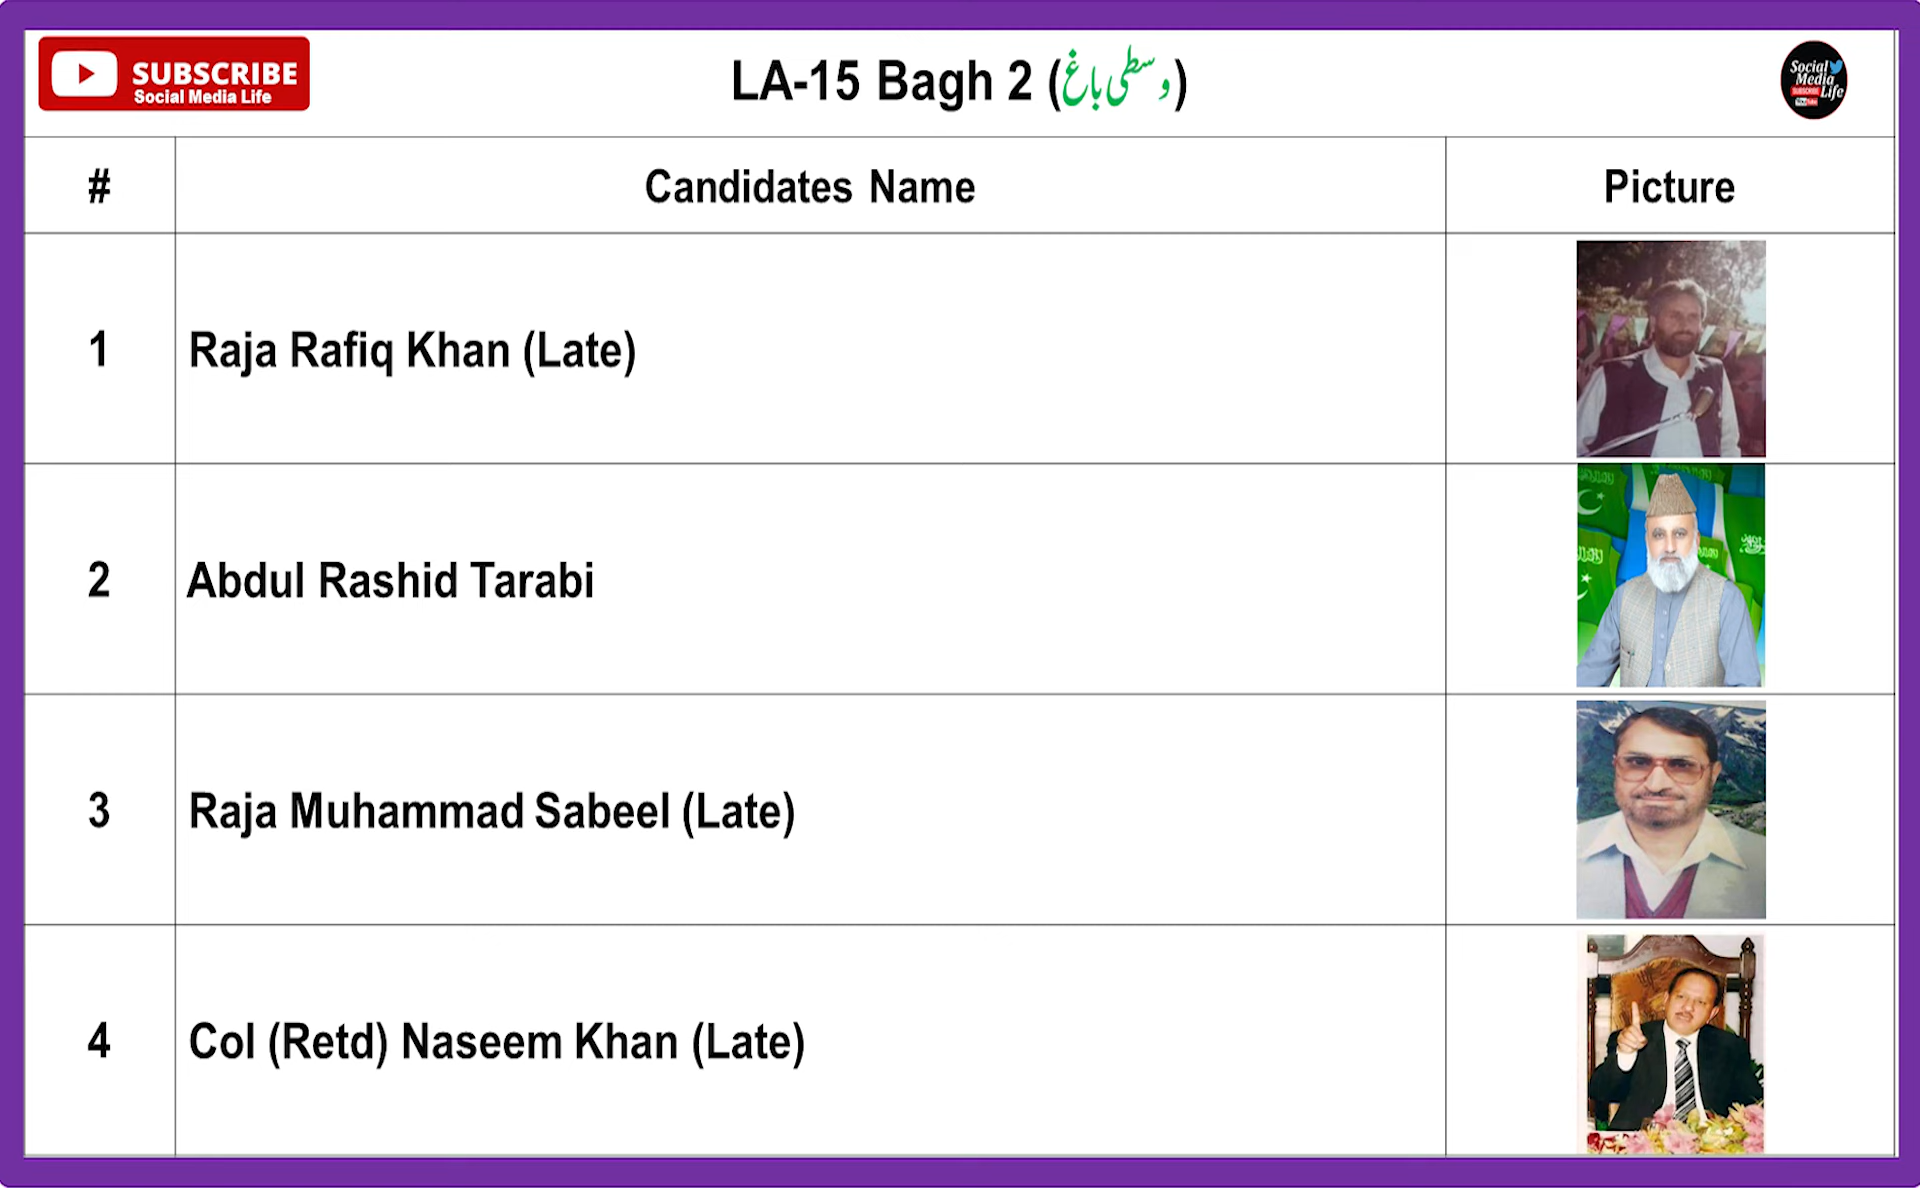 SUBSCRIBE
Social Media Life
LA-15 Bagh 2 (وسطی باغ)
Social
Media
SUBSCRIBE
Life
# Candidates Name Picture
1 Raja Rafiq Khan (Late)
2 Abdul Rashid Tarabi
3 Raja Muhammad Sabeel (Late)
4 Col (Retd) Naseem Khan (Late)